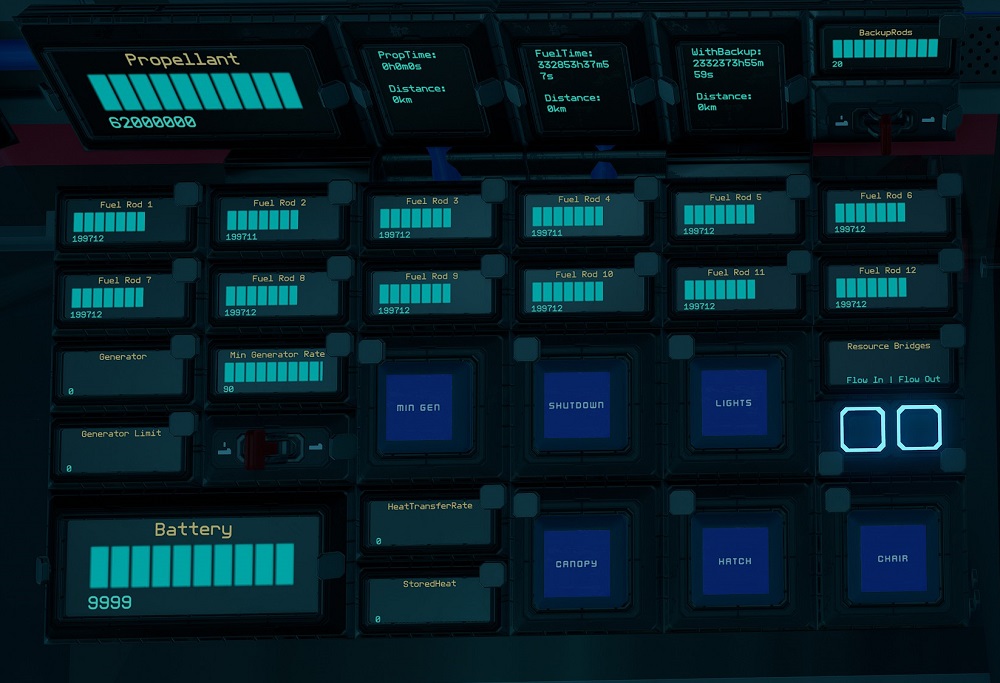 Propellant
62000000
PropTime:
0h0m0s
Distance:
0km
FuelTime:
332853h37m5
7s
Distance:
0km
WithBackup:
2332373h55m
59s
Distance:
0km
BackupRods
20
Fuel Rod 1
199712
Fuel Rod 2
199711
Fuel Rod 3
199712
Fuel Rod 4
199711
Fuel Rod 5
199712
Fuel Rod 6
199712
Fuel Rod 7
199712
Fuel Rod 8
199712
Fuel Rod 9
199712
Fuel Rod 10
199712
Fuel Rod 11
199712
Fuel Rod 12
199712
Generator
0
Min Generator Rate
90
MIN GEN
SHUTDOWN
LIGHTS
Resource Bridges
Flow In | Flow Out
Generator Limit
0
Battery
9999
HeatTransferRate
0
StoredHeat
0
CANOPY
HATCH
CHAIR